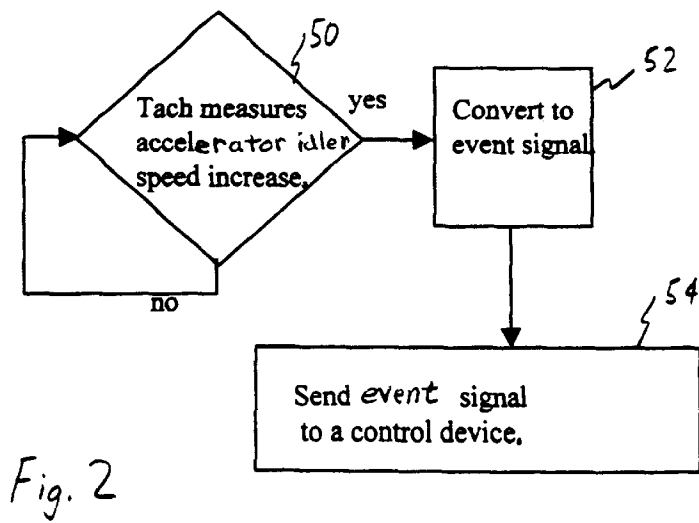 50
Tach measures
accelerator idler
speed increase.
yes
52
Convert to
event signal.
no
54
Send event signal
to a control device.
Fig. 2